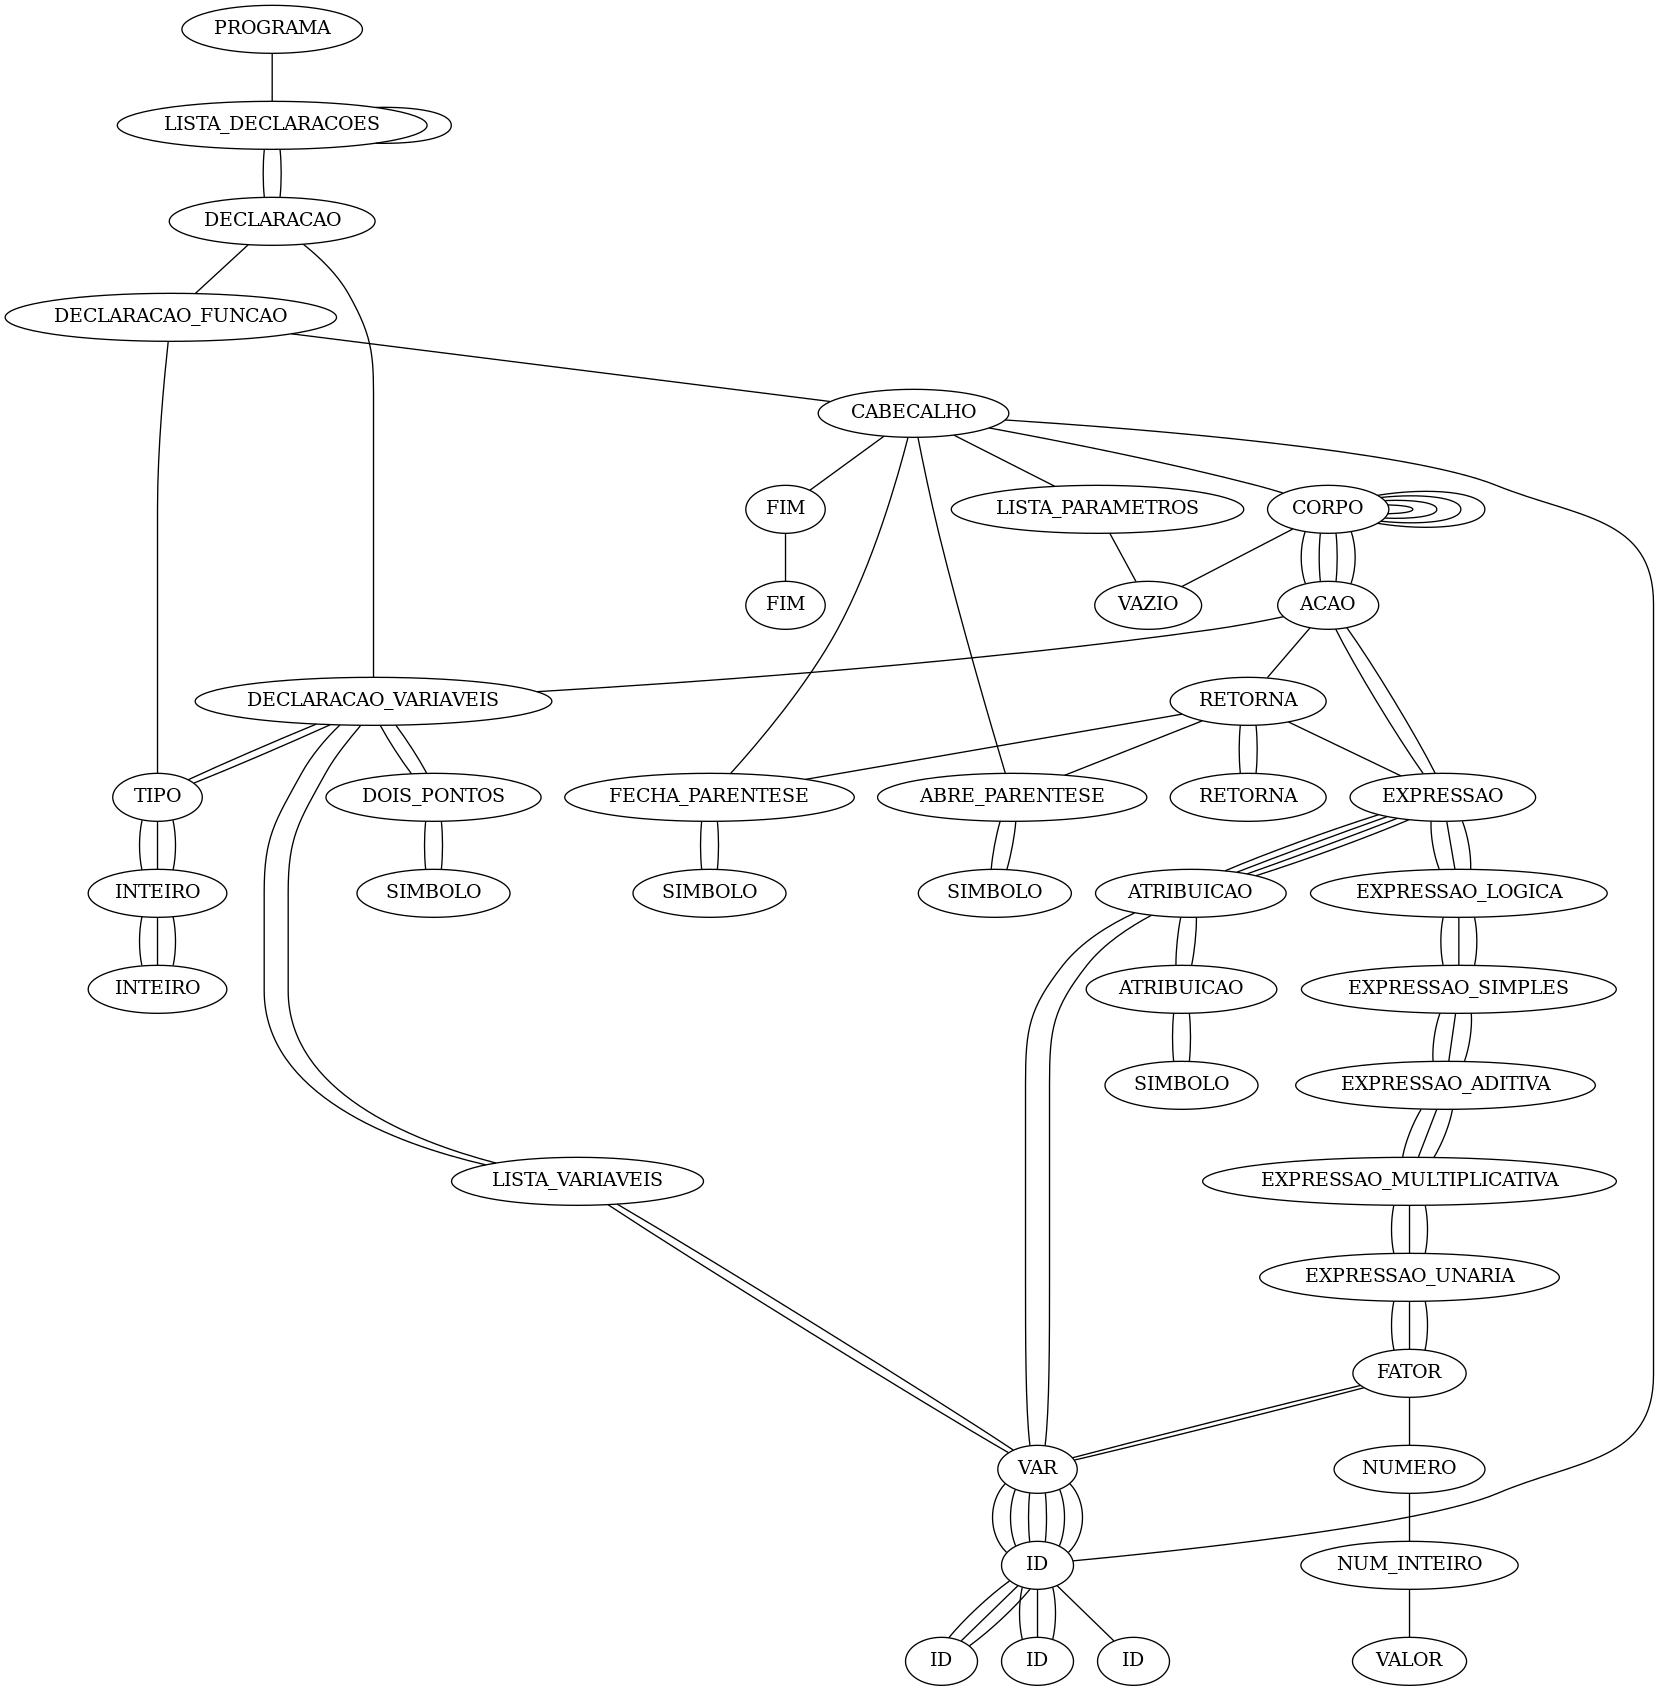 PROGRAMA
LISTA_DECLARACOES
DECLARACAO
DECLARACAO_FUNCAO
CABECALHO
FIM
LISTA_PARAMETROS
CORPO
FIM
VAZIO
ACAO
DECLARACAO_VARIAVEIS
RETORNA
TIPO
DOIS_PONTOS
FECHA_PARENTESE
ABRE_PARENTESE
RETORNA
EXPRESSAO
INTEIRO
SIMBOLO
SIMBOLO
SIMBOLO
ATRIBUICAO
EXPRESSAO_LOGICA
INTEIRO
ATRIBUICAO
EXPRESSAO_SIMPLES
SIMBOLO
EXPRESSAO_ADITIVA
LISTA_VARIAVEIS
EXPRESSAO_MULTIPLICATIVA
EXPRESSAO_UNARIA
FATOR
VAR
NUMERO
ID
NUM_INTEIRO
ID
ID
ID
VALOR